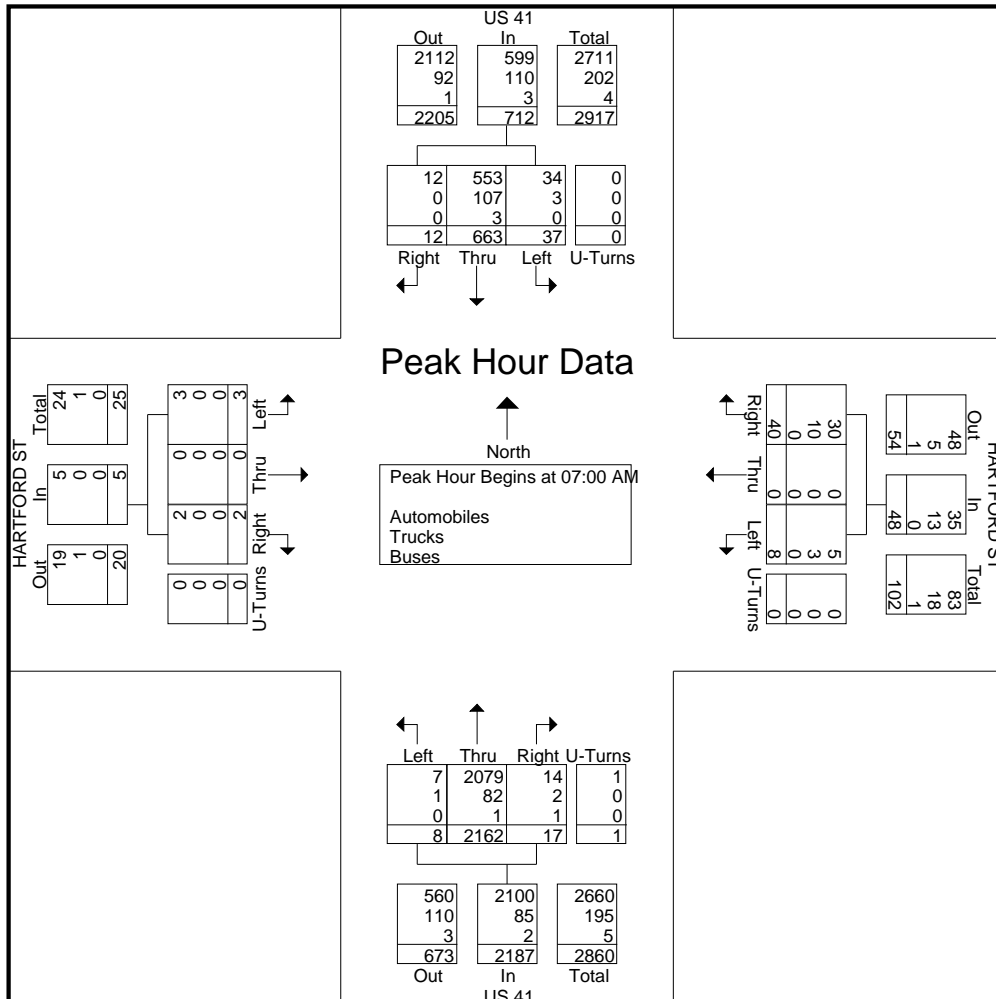 US 41
Out In Total
2112 599 2711
92 110 202
1 3 4
2205 712 2917
12 553 34 0
0 107 3 0
0 3 0 0
12 663 37 0
Right Thru Left U-Turns
Peak Hour Data
North
Peak Hour Begins at 07:00 AM
Automobiles
Trucks
Buses
HARTFORD ST
Out In Total
19 5 24
1 0 1
0 0 0
20 5 25
Left Thru Right U-Turns
3 0 2 0
0 0 0 0
0 0 0 0
3 0 2 0
Right Thru Left U-Turns
30 0 5 0
10 0 3 0
0 0 0 0
40 0 8 0
Out In Total
48 35 83
5 13 18
1 0 1
54 48 102
HARTFORD ST
Left Thru Right U-Turns
7 2079 14 1
1 82 2 0
0 1 1 0
8 2162 17 1
560 2100 2660
110 85 195
3 2 5
673 2187 2860
Out In Total
US 41